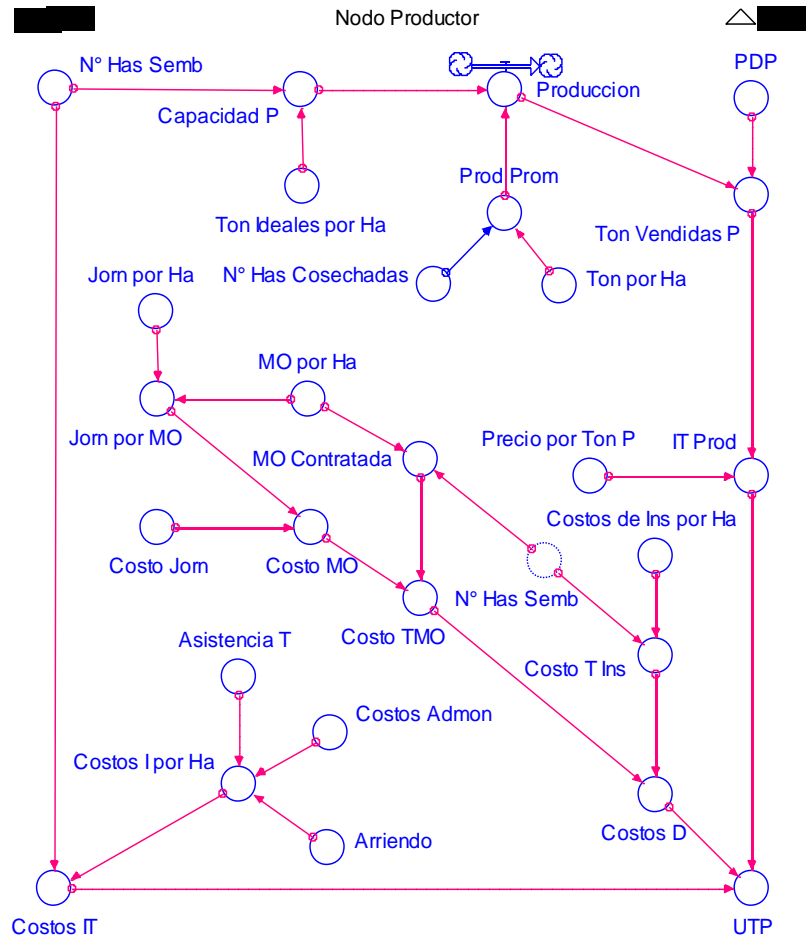 Nodo Productor
N° Has Semb
PDP
Produccion
Capacidad P
Prod Prom
Ton Ideales por Ha
Ton Vendidas P
N° Has Cosechadas
Ton por Ha
Jorn por Ha
MO por Ha
Jorn por MO
Precio por Ton P
IT Prod
MO Contratada
Costos de Ins por Ha
Costo Jorn
Costo MO
N° Has Semb
Costo TMO
Asistencia T
Costo T Ins
Costos Admon
Costos I por Ha
Costos D
Arriendo
Costos IT
UTP